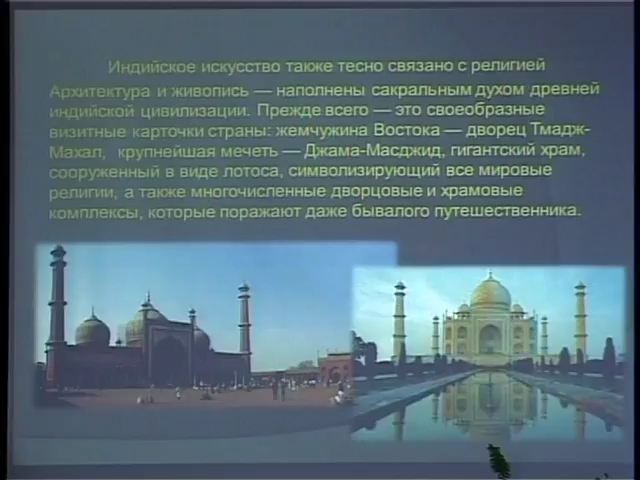 Индийское искусство также тесно связано с религией
Архитектура и живопись — наполнены сакральным духом древней
индийской цивилизации. Прежде всего — это своеобразные
визитные карточки страны: жемчужина Востока — дворец Тмадж-
Махал, крупнейшая мечеть — Джама-Масджид, гигантский храм,
сооруженный в виде лотоса, символизирующий все мировые
религии, а также многочисленные дворцовые и храмовые
комплексы, которые поражают даже бывалого путешественника.